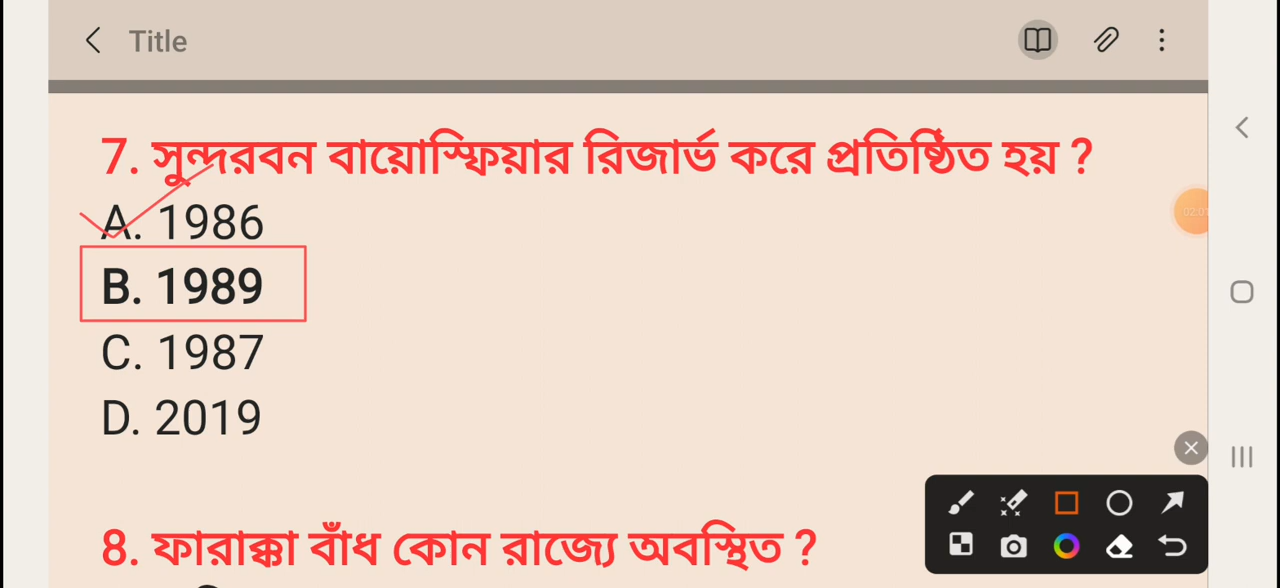 Title
7. সুন্দরবন বায়োস্ফিয়ার রিজার্ভ করে প্রতিষ্ঠিত হয় ?
A. 1986
B. 1989
C. 1987
D. 2019
8. ফারাক্কা বাঁধ কোন রাজ্যে অবস্থিত ?